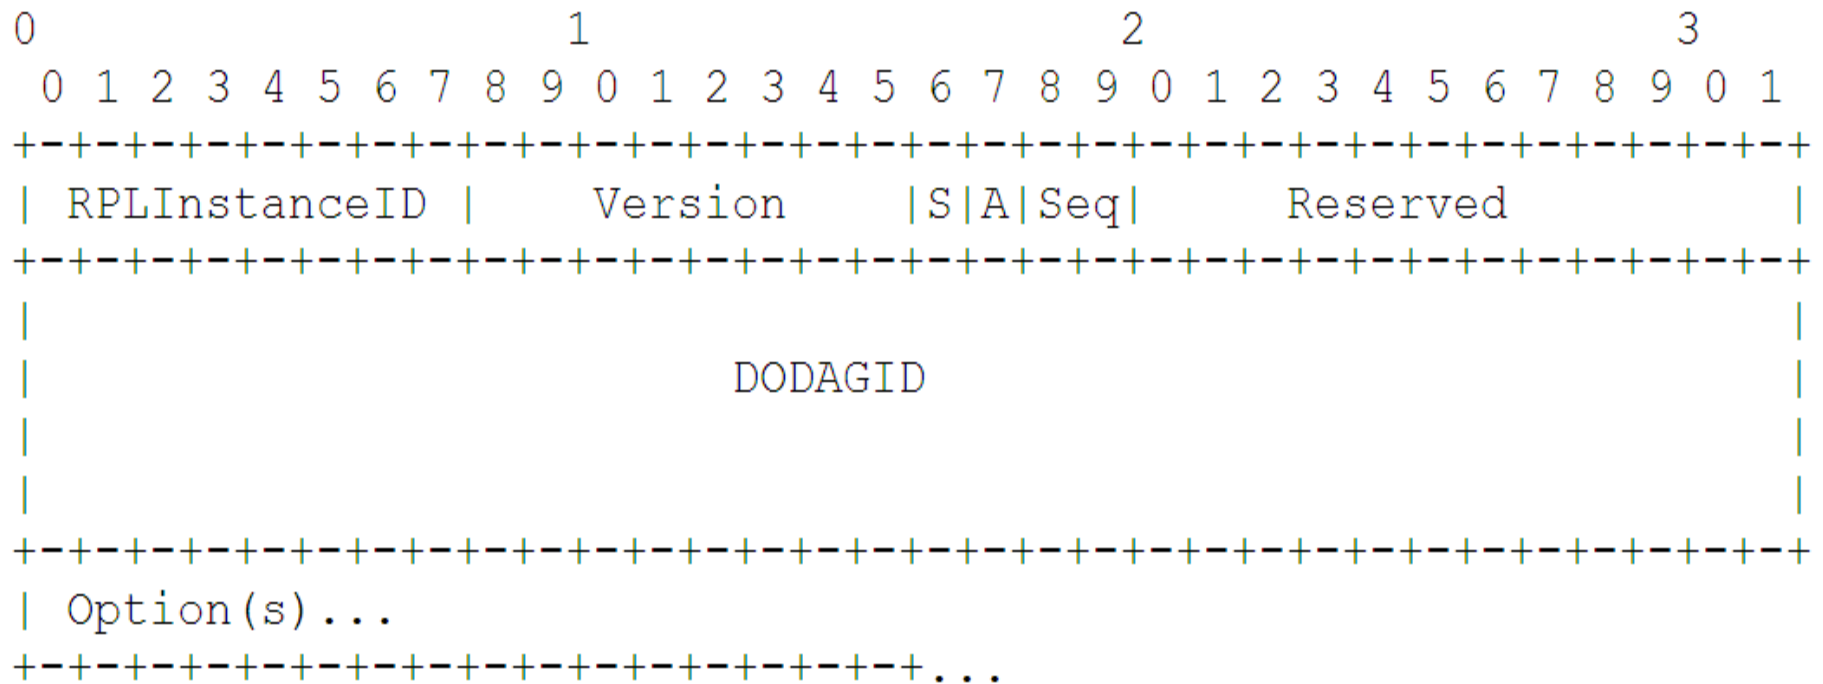 0                   1                   2                   3
 0 1 2 3 4 5 6 7 8 9 0 1 2 3 4 5 6 7 8 9 0 1 2 3 4 5 6 7 8 9 0 1
+-+-+-+-+-+-+-+-+-+-+-+-+-+-+-+-+-+-+-+-+-+-+-+-+-+-+-+-+-+-+-+-+
| RPLInstanceID |    Version    |S|A|Seq|     Reserved          |
+-+-+-+-+-+-+-+-+-+-+-+-+-+-+-+-+-+-+-+-+-+-+-+-+-+-+-+-+-+-+-+-+
|                                                               |
|                         DODAGID                               |
|                                                               |
|                                                               |
+-+-+-+-+-+-+-+-+-+-+-+-+-+-+-+-+-+-+-+-+-+-+-+-+-+-+-+-+-+-+-+-+
| Option(s)...
+-+-+-+-+-+-+-+-+-+-+-+-+-+-+-+-+...